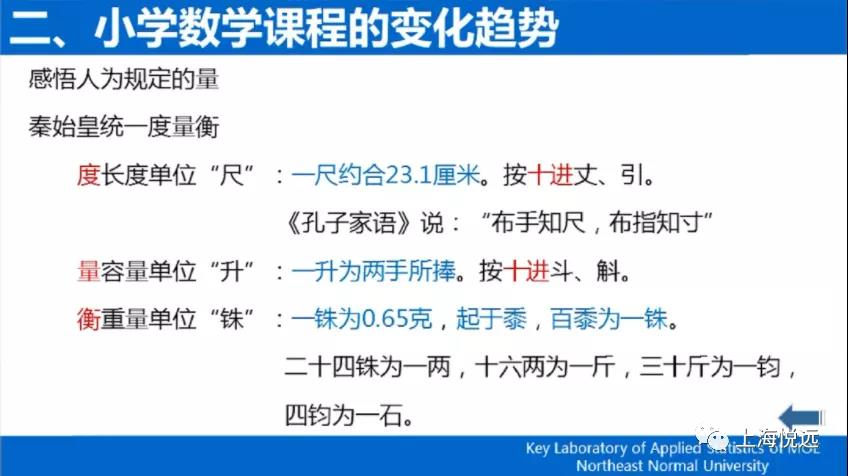 二、小学数学课程的变化趋势
感悟人为规定的量
秦始皇统一度量衡
度长度单位“尺”：一尺约合23.1厘米。按十进丈、引。
《孔子家语》说：“布手知尺，布指知寸”
量容量单位“升”：一升为两手所捧。按十进斗、斛。
衡重量单位“铢”：一铢为0.65克，起于黍，百黍为一铢。
二十四铢为一两，十六两为一斤，三十斤为一钧，
四钧为一石。
上海悦远
Key Laboratory of Applied Statistics of MOE
Northeast Normal University